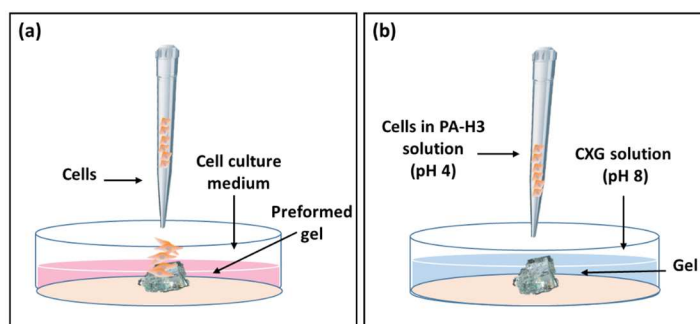 (a)
Cells
Cell culture
medium
Preformed
gel
(b)
Cells in PA-H3
solution
(pH 4)
CXG solution
(pH 8)
Gel